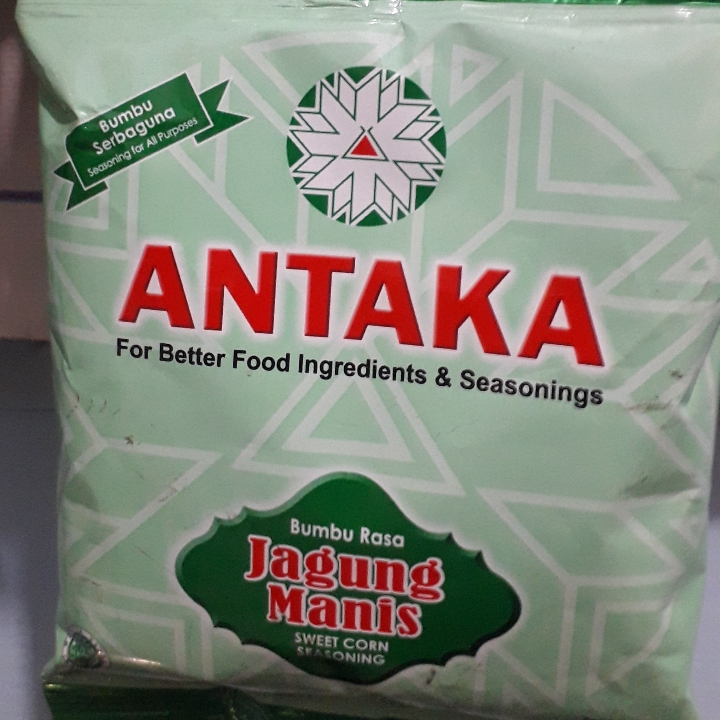 Bumbu
Serbaguna
Seasoning for All Purposes
ANTAKA
For Better Food Ingredients & Seasonings
Bumbu Rasa
Jagung
Manis
SWEET CORN
SEASONING